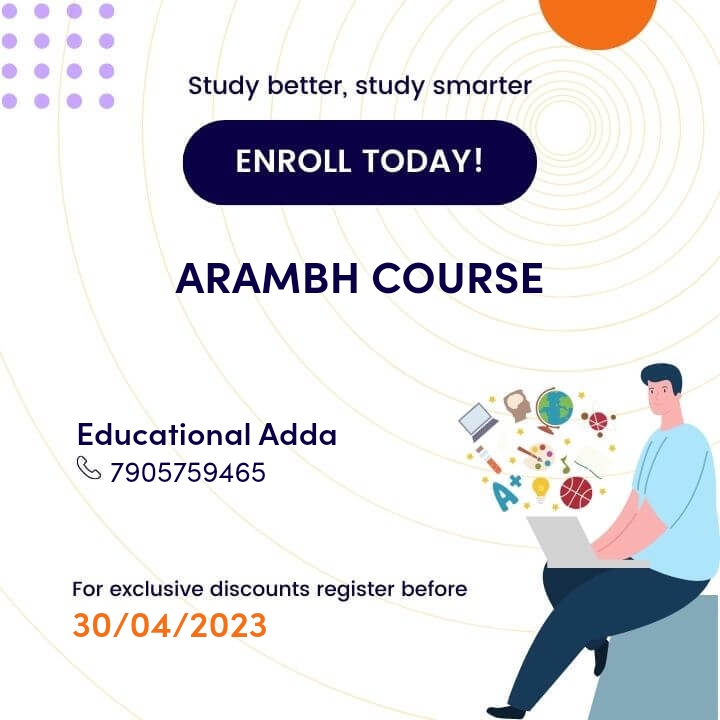 Study better, study smarter
ENROLL TODAY!
ARAMBH COURSE
Educational Adda
7905759465
For exclusive discounts register before
30/04/2023
A+